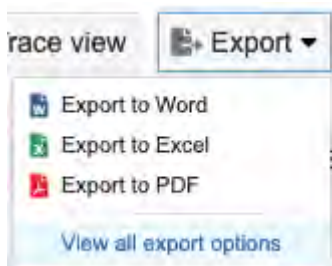 race view Export
Export to Word
Export to Excel
Export to PDF
View all export options